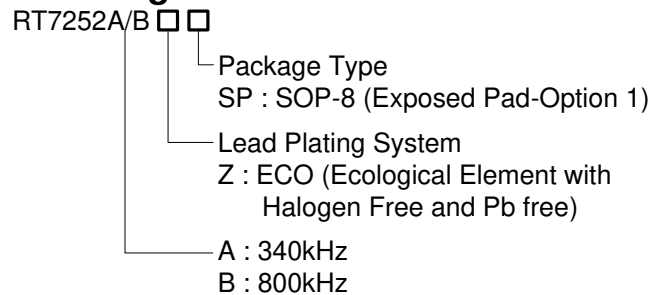 RT7252A/B
Package Type
SP : SOP-8 (Exposed Pad-Option 1)
Lead Plating System
Z : ECO (Ecological Element with
Halogen Free and Pb free)
A : 340kHz
B : 800kHz